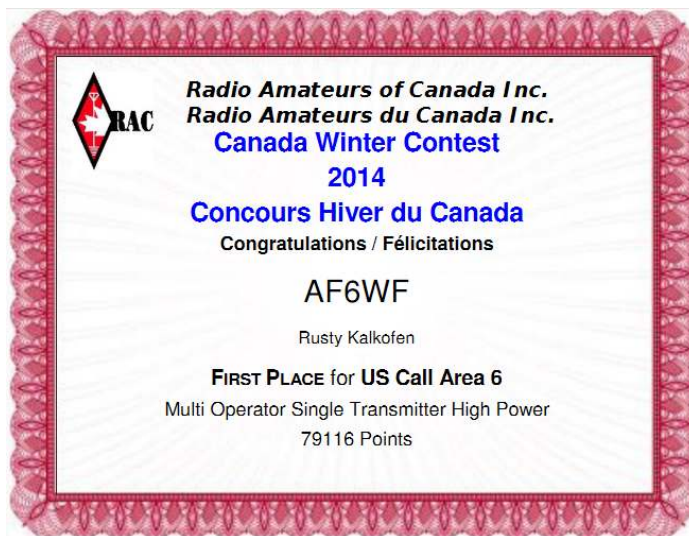 RAC
Radio Amateurs of Canada Inc.
Radio Amateurs du Canada Inc.
Canada Winter Contest
2014
Concours Hiver du Canada
Congratulations / Félicitations
AF6WF
Rusty Kalkofen
FIRST PLACE for US Call Area 6
Multi Operator Single Transmitter High Power
79116 Points